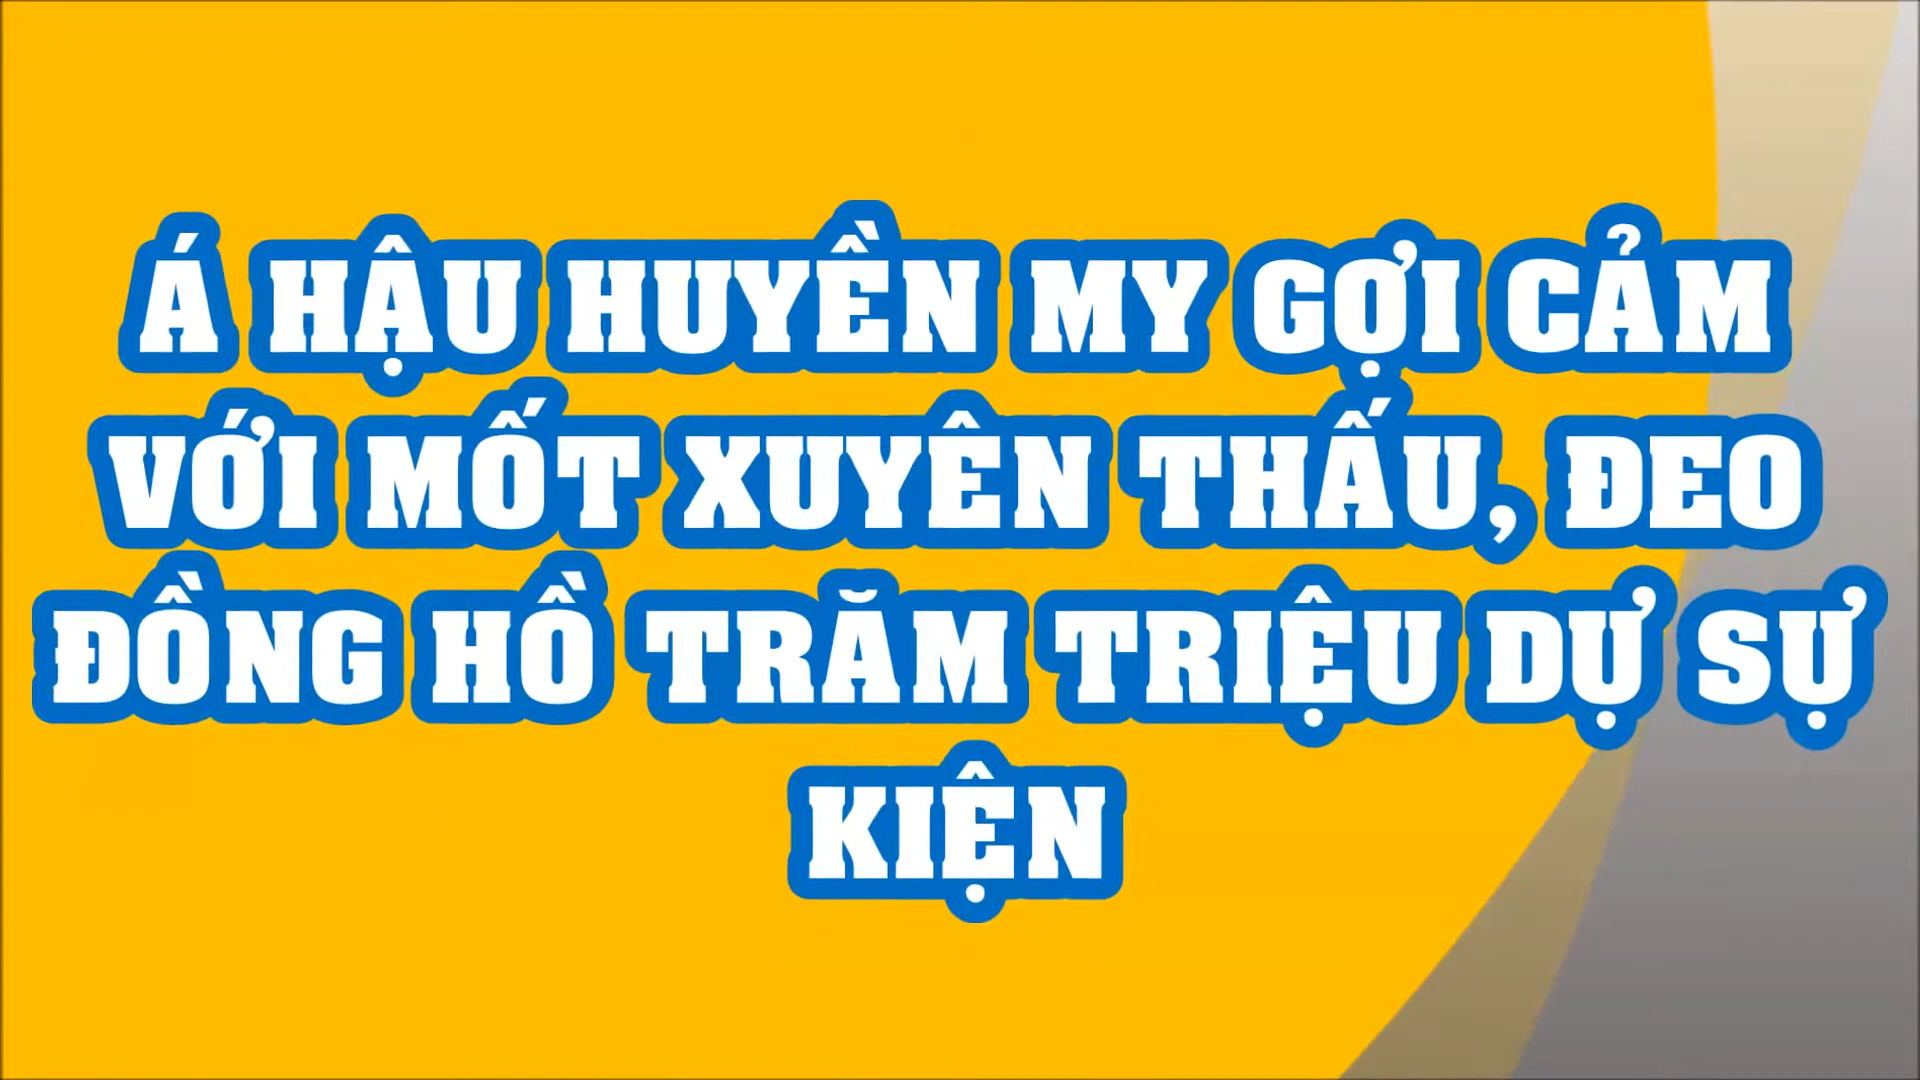 Á HẬU HUYỀN MY GỢI CẢM
VỚI MỐT XUYÊN THẤU, ĐEO
ĐỒNG HỒ TRĂM TRIỆU DỰ SỰ
KIỆN